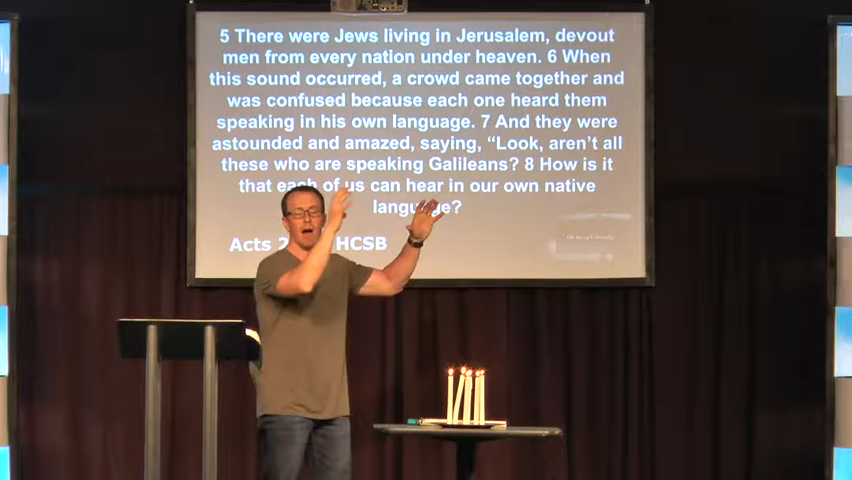 5 There were Jews living in Jerusalem, devout
men from every nation under heaven. 6 When
this sound occurred, a crowd came together and
was confused because each one heard them
speaking in his own language. 7 And they were
astounded and amazed, saying, “Look, aren’t all
these who are speaking Galileans? 8 How is it
that each of us can hear in our own native
language?
Acts 2 HCSB